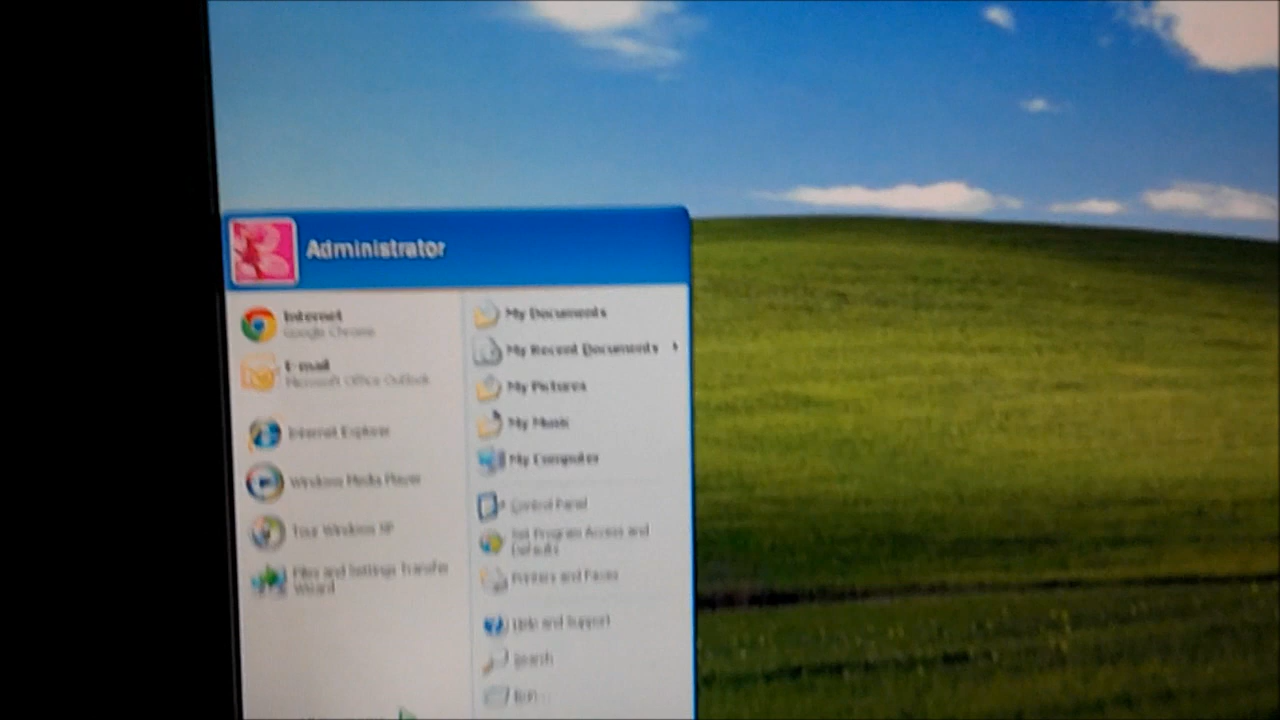 Administrator
Internet
Google Chrome
E-mail
Microsoft Office Outlook
Internet Explorer
Windows Media Player
Tour Windows XP
Files and Settings Transfer
Wizard
My Documents
My Recent Documents
My Pictures
My Music
My Computer
Control Panel
Set Program Access and
Defaults
Printers and Faxes
Help and Support
Search
Run...